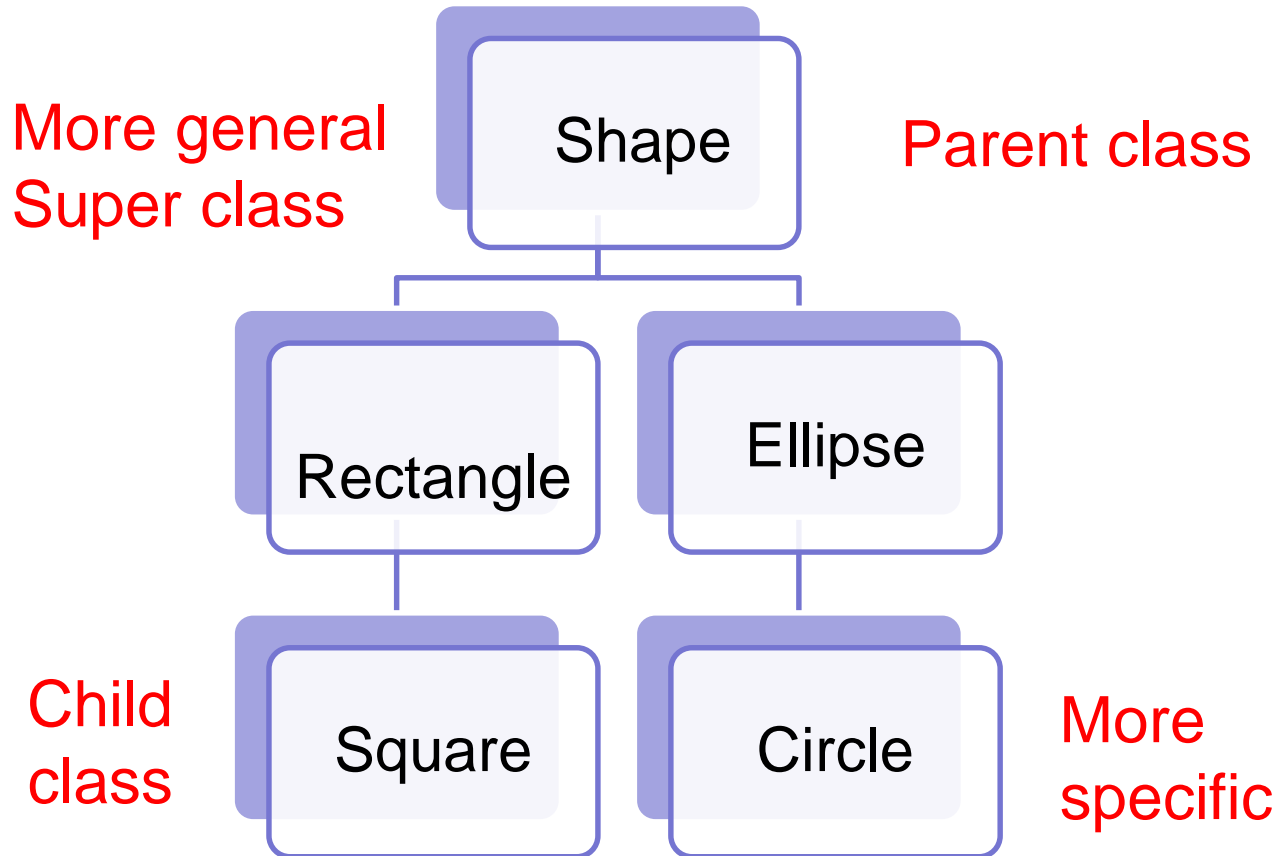 More general
Super class
Shape
Parent class
Rectangle
Ellipse
Child
class
Square
Circle
More
specific